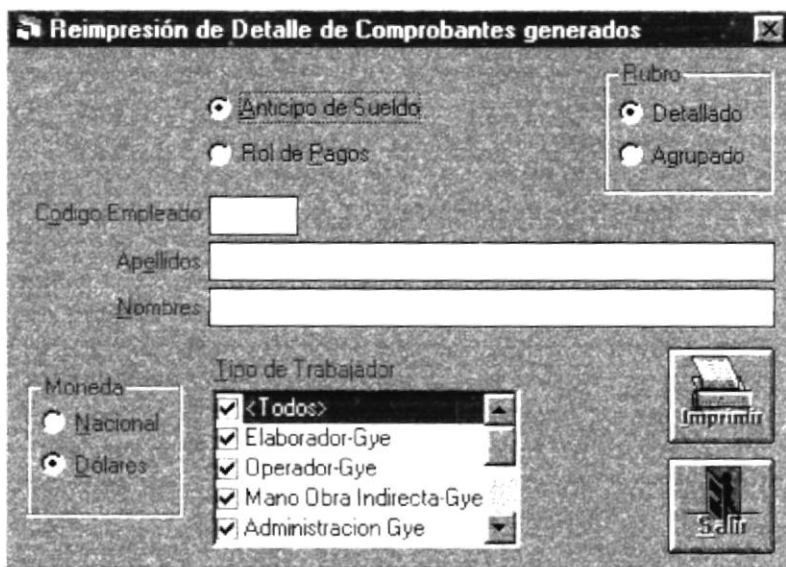 Reimpresión de Detalle de Comprobantes generados
Rubro
Anticipo de Sueldo
Detallado
Rol de Pagos
Agrupado
Código Empleado
Apellidos
Nombres
Tipo de Trabajador
Moneda
<Todos>
Nacional
Elaborador-Gye
Dólares
Operador-Gye
Mano Obra Indirecta-Gye
Administracion Gye
Imprimir
Salir